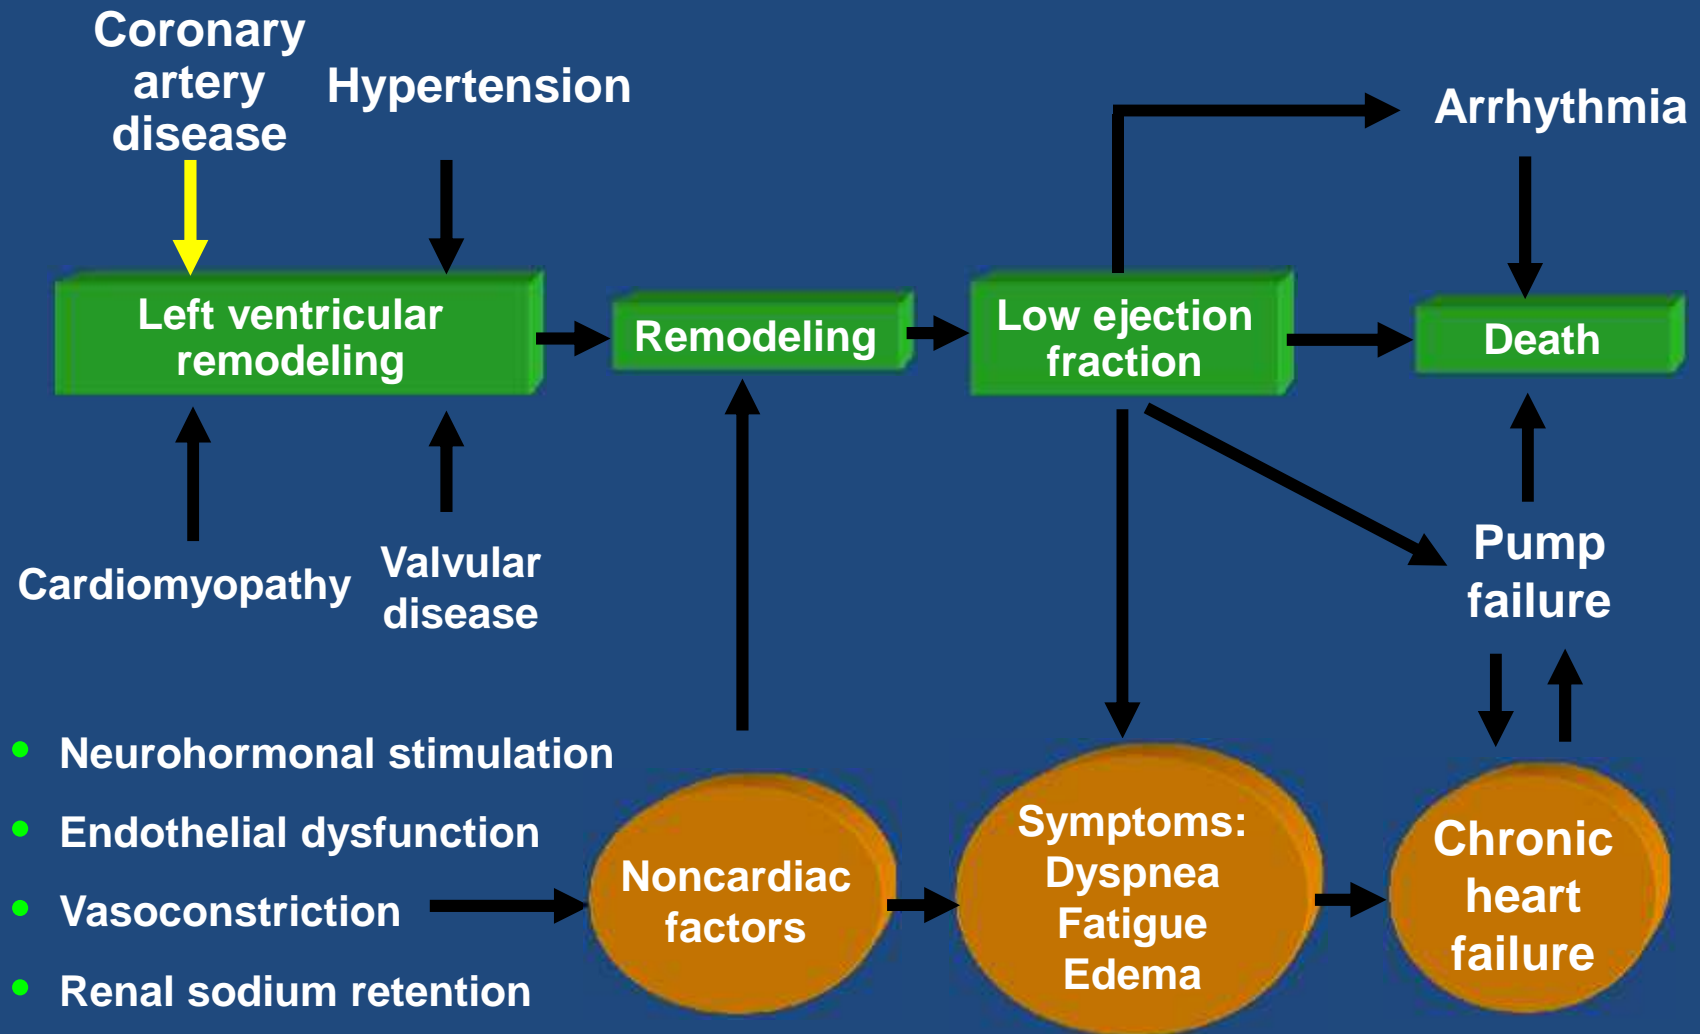 Coronary
artery
disease
Hypertension
Arrhythmia
Left ventricular
remodeling
Remodeling
Low ejection
fraction
Death
Cardiomyopathy
Valvular
disease
Pump
failure
• Neurohormonal stimulation
• Endothelial dysfunction
• Vasoconstriction
• Renal sodium retention
Noncardiac
factors
Symptoms:
Dyspnea
Fatigue
Edema
Chronic
heart
failure